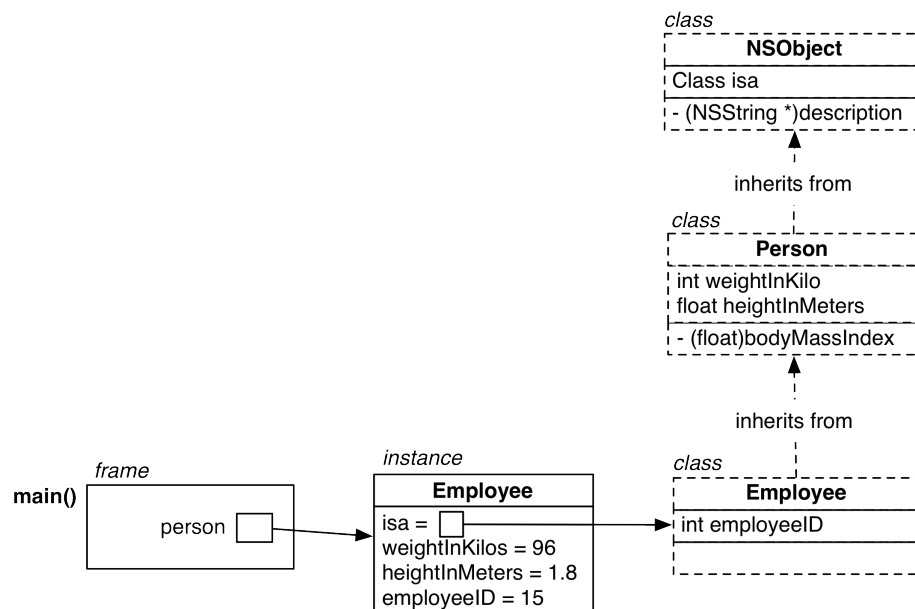 class
NSObject
Class isa
- (NSString *)description
inherits from
class
Person
int weightInKilo
float heightInMeters
- (float)bodyMassIndex
inherits from
main()
frame
person
instance
Employee
isa =
weightInKilos = 96
heightInMeters = 1.8
employeeID = 15
class
Employee
int employeeID